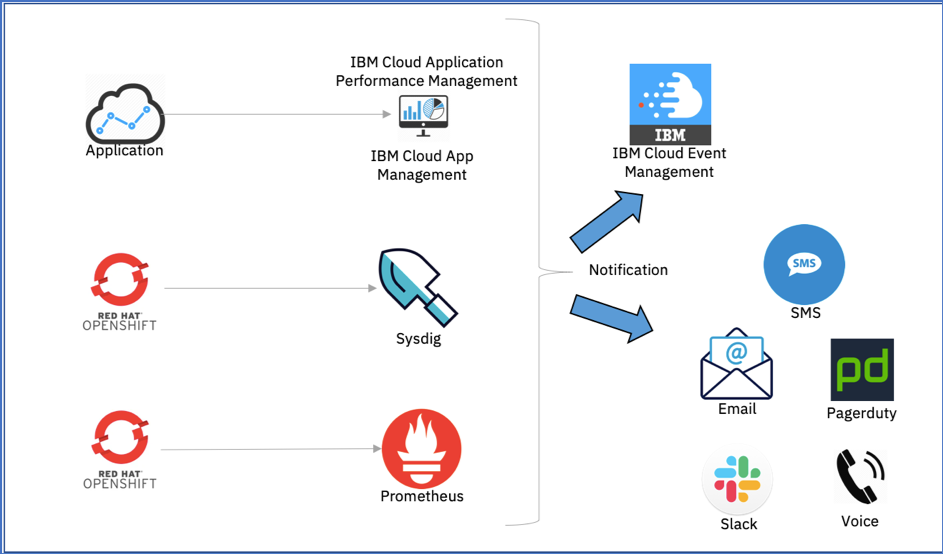 IBM Cloud Application
Performance Management
Application
IBM Cloud App
Management
IBM
IBM Cloud Event
Management
Notification
SMS
SMS
RED HAT
OPENSHIFT
Sysdig
@
Email
pd
Pagerduty
RED HAT
OPENSHIFT
Prometheus
Slack
Voice